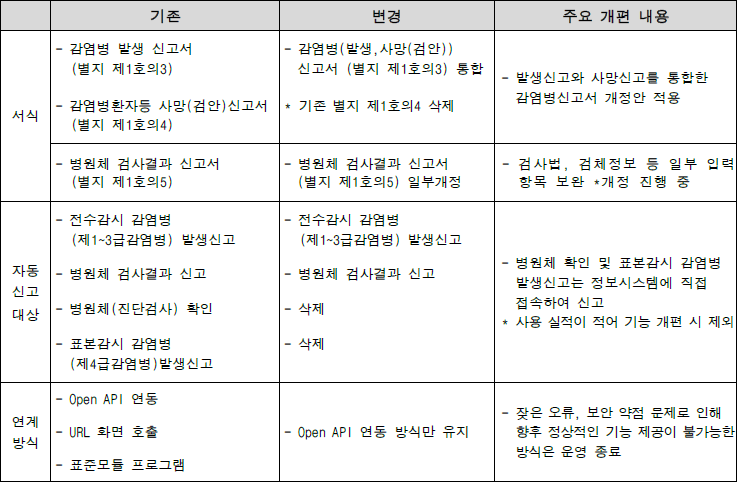 기존
변경
주요 개편 내용
서식
- 감염병 발생 신고서
(별지 제1호의3)
- 감염병환자등 사망(검안)신고서
(별지 제1호의4)
- 감염병(발생,사망(검안))
신고서 (별지 제1호의3) 통합
* 기존 별지 제1호의4 삭제
- 발생신고와 사망신고를 통합한
감염병신고서 개정안 적용
- 병원체 검사결과 신고서
(별지 제1호의5)
- 병원체 검사결과 신고서
(별지 제1호의5) 일부개정
- 검사법, 검체정보 등 일부 입력
항목 보완 *개정 진행 중
자동
신고
대상
- 전수감시 감염병
(제1~3급감염병) 발생신고
- 병원체 검사결과 신고
- 병원체(진단검사) 확인
- 표본감시 감염병
(제4급감염병)발생신고
- 전수감시 감염병
(제1~3급감염병) 발생신고
- 병원체 검사결과 신고
- 삭제
- 삭제
- 병원체 확인 및 표본감시 감염병
발생신고는 정보시스템에 직접
접속하여 신고
* 사용 실적이 적어 기능 개편 시 제외
연계
방식
- Open API 연동
- URL 화면 호출
- 표준모듈 프로그램
- Open API 연동 방식만 유지
- 잦은 오류, 보안 약점 문제로 인해
향후 정상적인 기능 제공이 불가능한
방식은 운영 종료